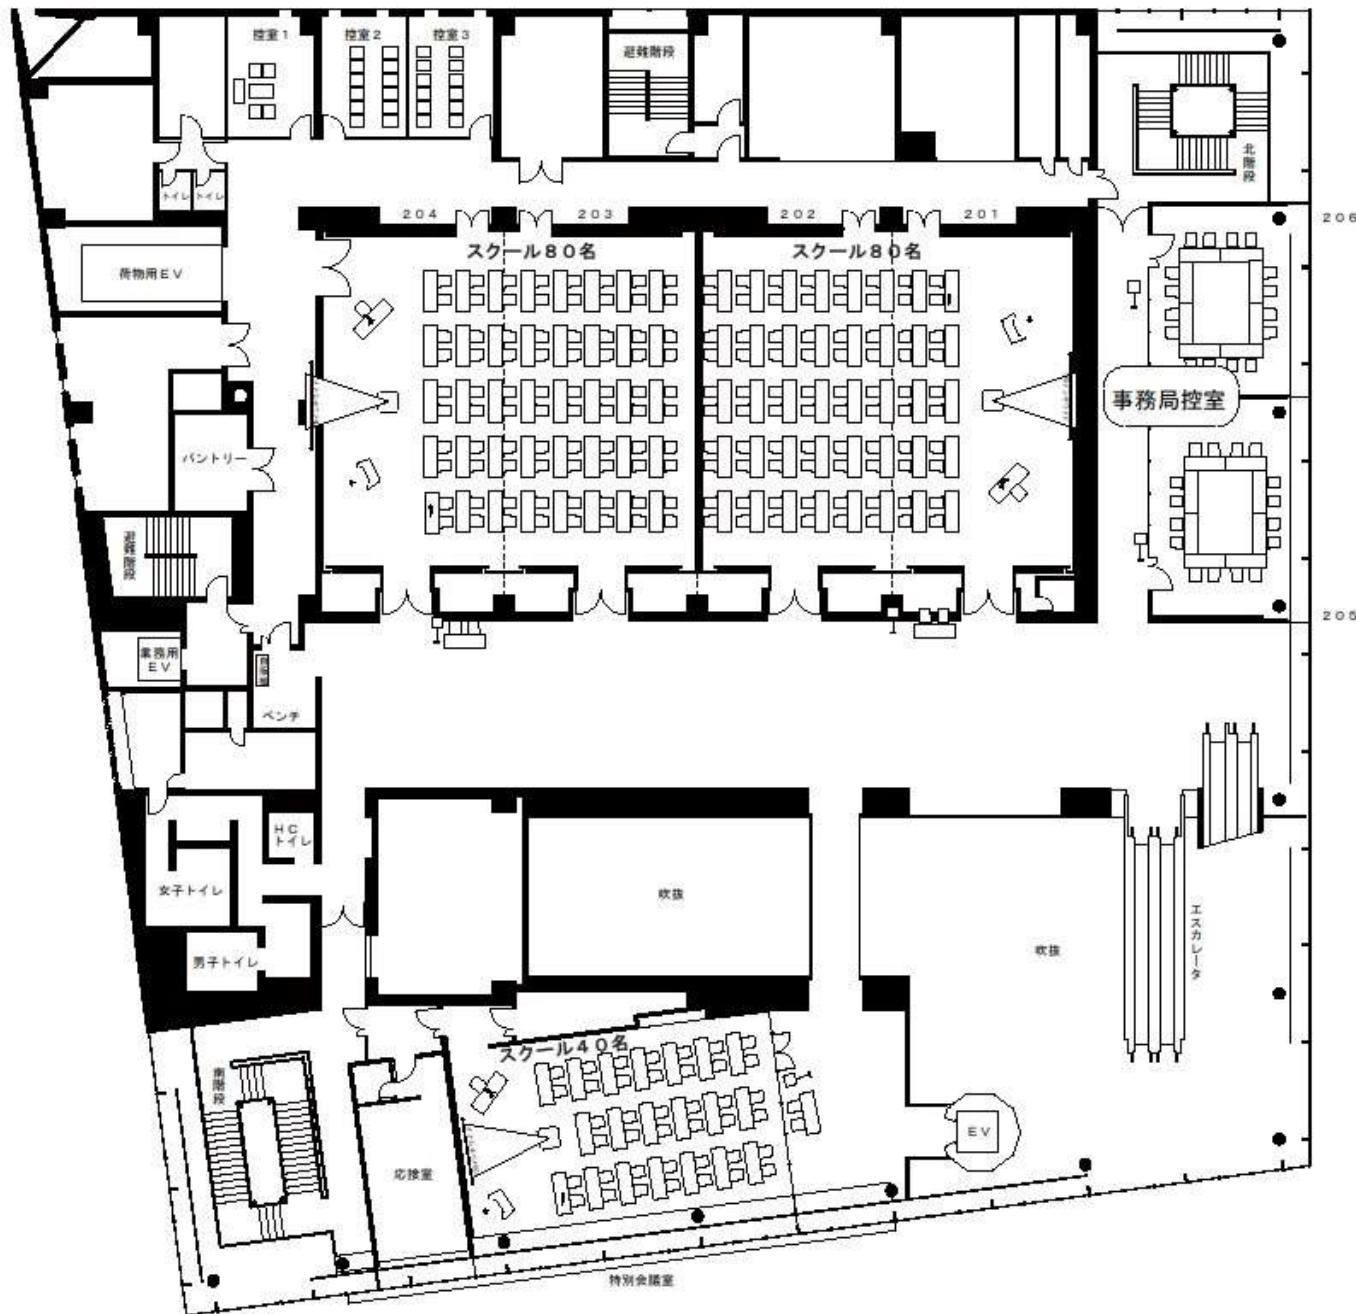 控室1
控室2
控室3
避難階段
北階段
トイレ
トイレ
204
203
202
201
206
スクール80名
スクール80名
荷物用EV
事務局控室
パントリー
避難階段
205
業務用
EV
ベンチ
HC
トイレ
女子トイレ
吹抜
エスカレータ
吹抜
男子トイレ
スクール40名
南階段
EV
応接室
特別会議室